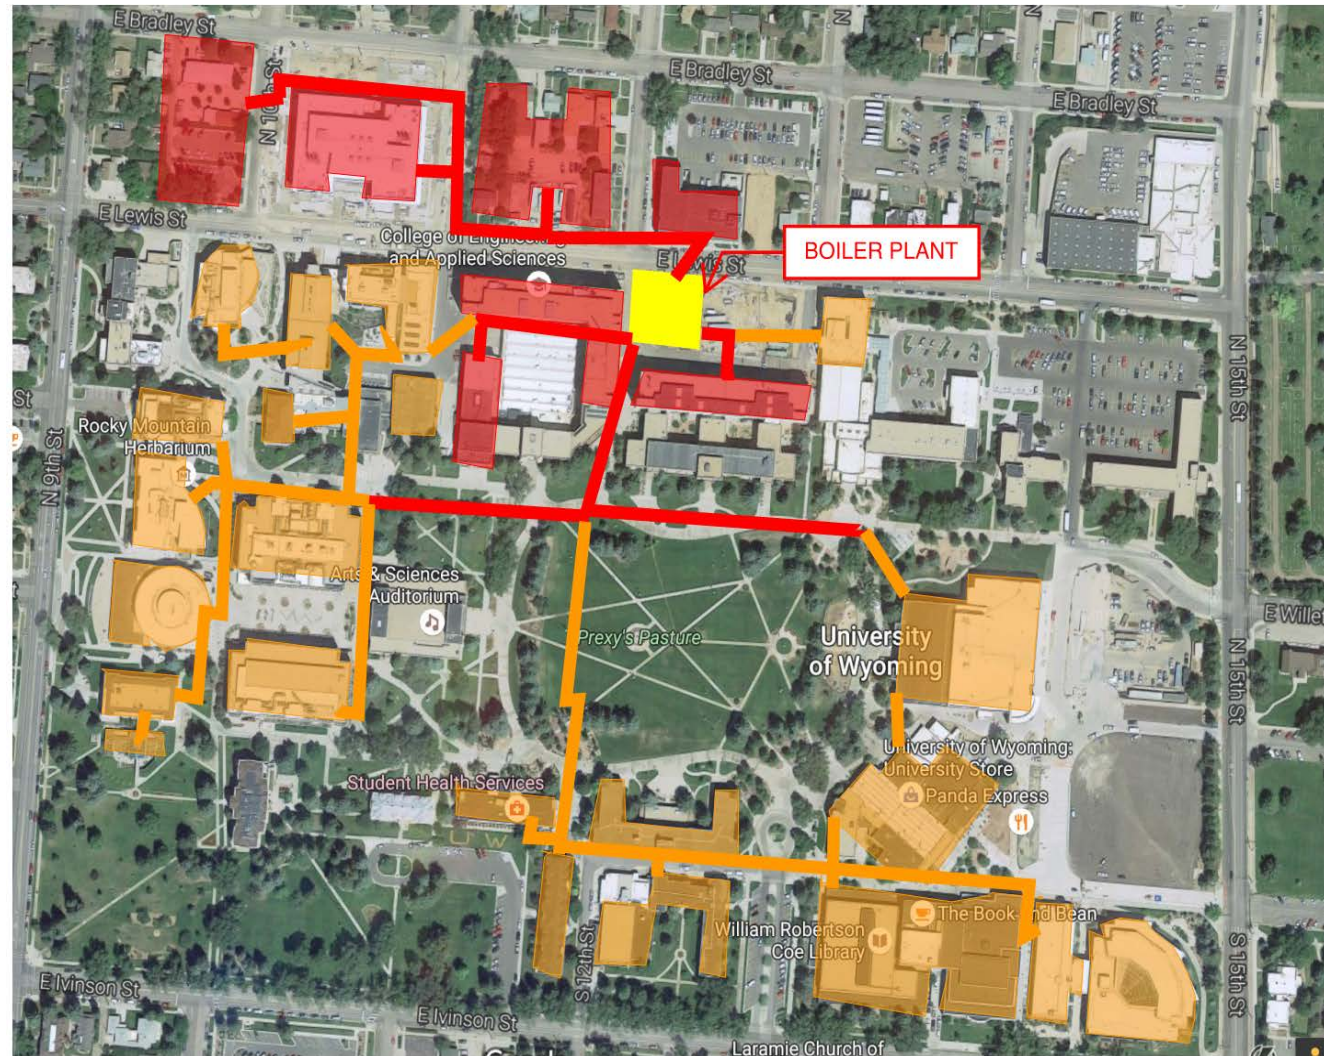 E Bradley St
E Bradley St
E Bradley St
N 10th St
N
N
E Lewis St
College of Engineering
and Applied Sciences
E Lewis St
BOILER PLANT
N 15th St
St
N 9th St
Rocky Mountain
Herbarium
Arts & Sciences
Auditorium
Prexy's Pasture
University
of Wyoming
E Willet
N 15th St
University of Wyoming:
University Store
Panda Express
Student Health Services
UW
The Book and Bean
William Robertson
Coe Library
S 12th St
S 15th St
E Ivinson St
E Ivinson St
Laramie Church of